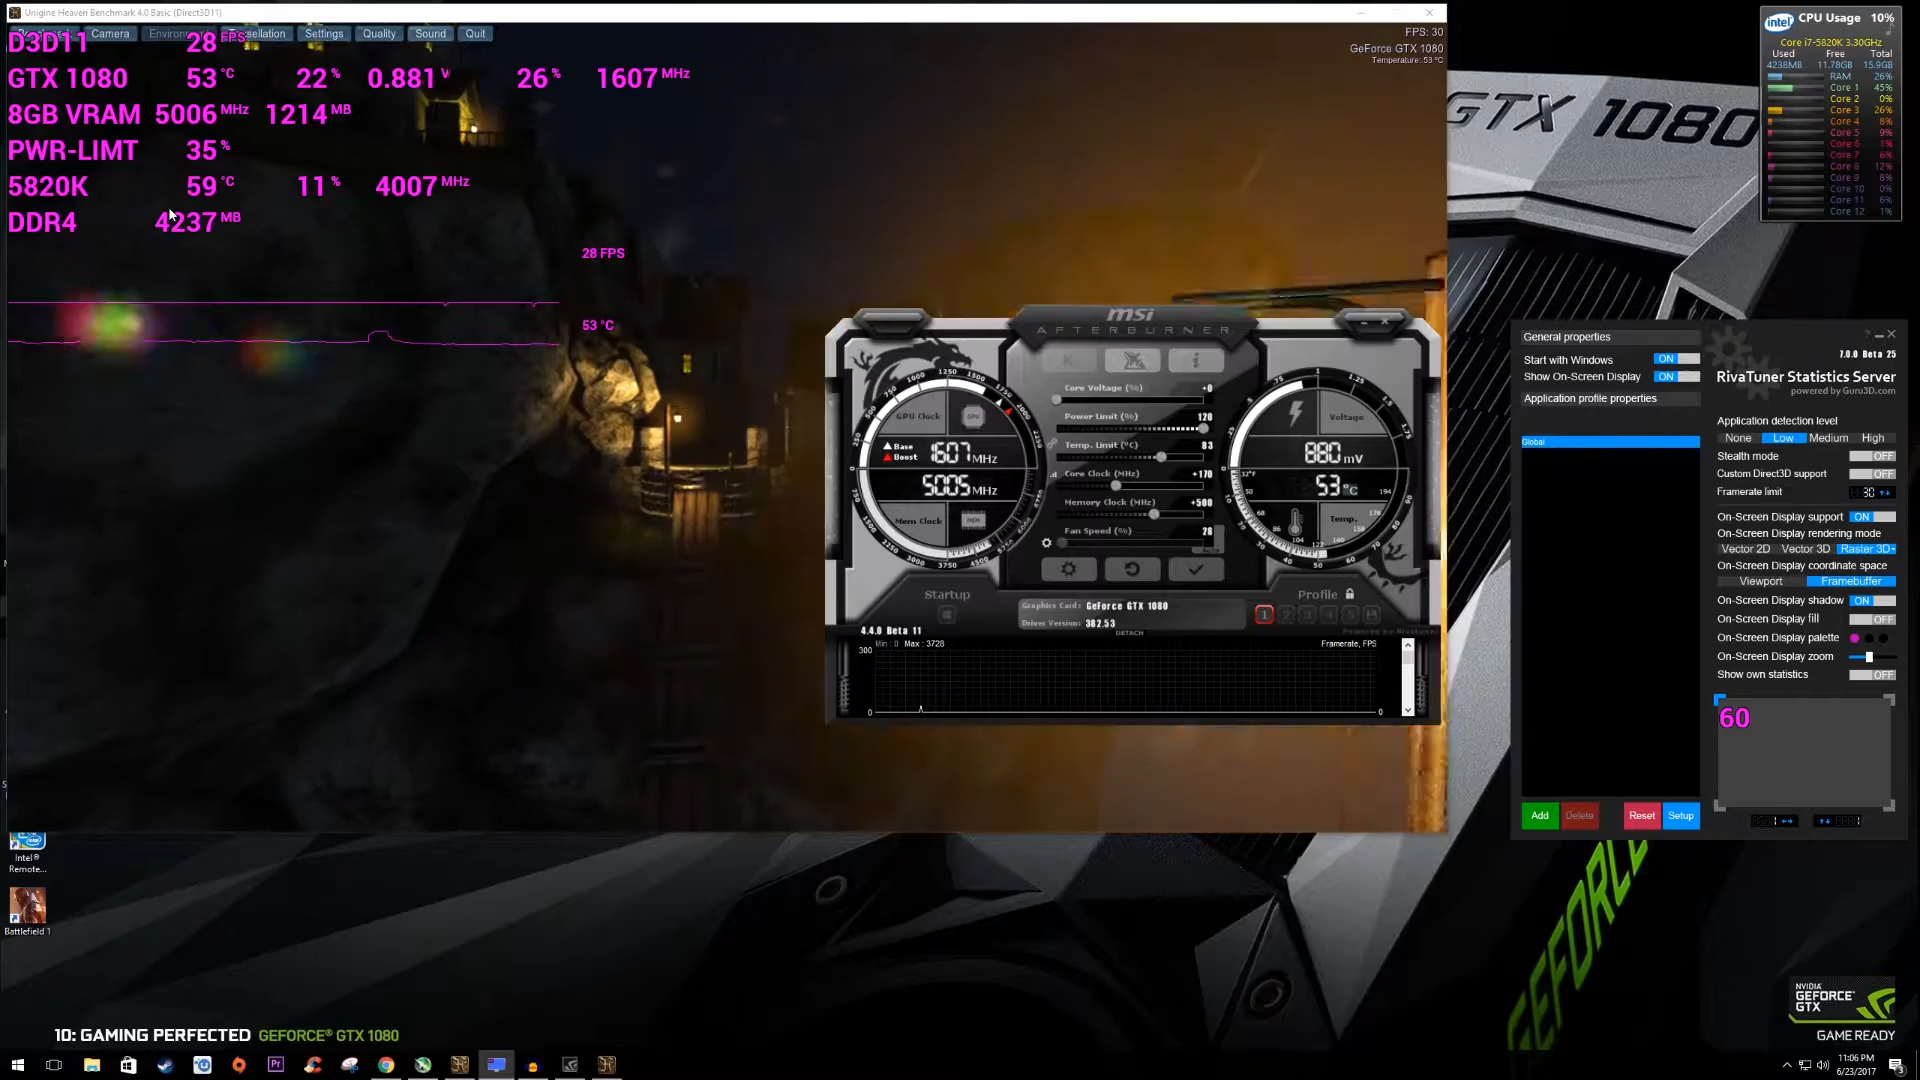 Unigine Heaven Benchmark 4.0 Basic (Direct3D11)
Camera
Settings
Quality
Sound
Quit
D3D11 28 FPS
GTX 1080 53 °C 22 % 0.881 V 26 % 1607 MHz
8GB VRAM 5006 MHz 1214 MB
PWR-LIMT 35 %
5820K 59 °C 11 % 4007 MHz
DDR4 4237 MB
28 FPS
53 °C
FPS: 30
GeForce GTX 1080
Temperature: 53 °C
msi
AFTERBURNER
Core Voltage (%) +0
Power Limit (%) 120
Temp. Limit (°C) 83
Core Clock (MHz) +170
Memory Clock (MHz) +500
Fan Speed (%) 28
GPU Clock
GPU
Base
Boost
1607 MHz
5005 MHz
Mem Clock
MEM
Voltage
880 mV
53 °C
Temp.
Startup
Profile
Graphics Card: GeForce GTX 1080
Driver Version: 382.53
1 2 3 4 5
4.4.0 Beta 11
DETACH
Min : 0 Max : 3728
Framerate, FPS
300
0
0
intel CPU Usage 10%
Core i7-5820K 3.30GHz
Used Free Total
4238MB 11.78GB 15.9GB
RAM 26%
Core 1 45%
Core 2 0%
Core 3 26%
Core 4 8%
Core 5 9%
Core 6 1%
Core 7 6%
Core 8 12%
Core 9 8%
Core 10 0%
Core 11 6%
Core 12 1%
GTX 1080
General properties
Start with Windows ON
Show On-Screen Display ON
Application profile properties
Global
Add
Delete
Reset
Setup
7.0.0 Beta 25
RivaTuner Statistics Server
powered by Guru3D.com
Application detection level
None Low Medium High
Stealth mode OFF
Custom Direct3D support OFF
Framerate limit 30
On-Screen Display support ON
On-Screen Display rendering mode
Vector 2D Vector 3D Raster 3D
On-Screen Display coordinate space
Viewport Framebuffer
On-Screen Display shadow ON
On-Screen Display fill OFF
On-Screen Display palette
On-Screen Display zoom
Show own statistics OFF
60
Intel®
Remote...
Battlefield 1
GEFORCE
10: GAMING PERFECTED GEFORCE® GTX 1080
NVIDIA
GEFORCE
GTX
GAME READY
Pr
11:06 PM
6/23/2017